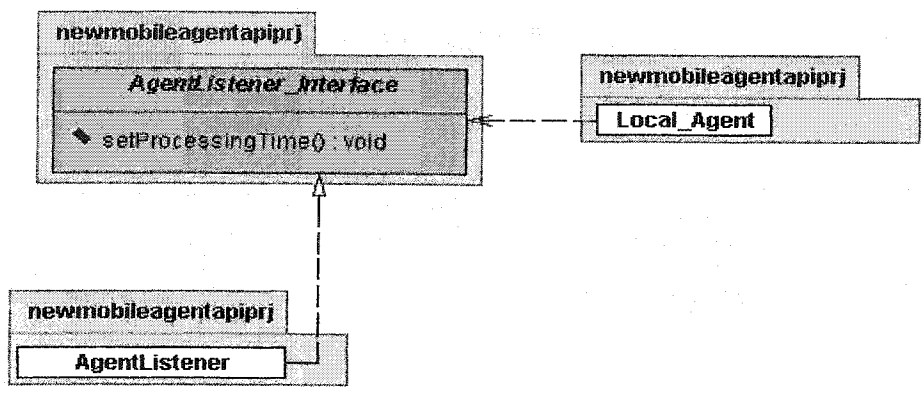 newmobileagentapiprj
AgentListener_Interface
setProcessingTime() : void
newmobileagentapiprj
Local_Agent
newmobileagentapiprj
AgentListener